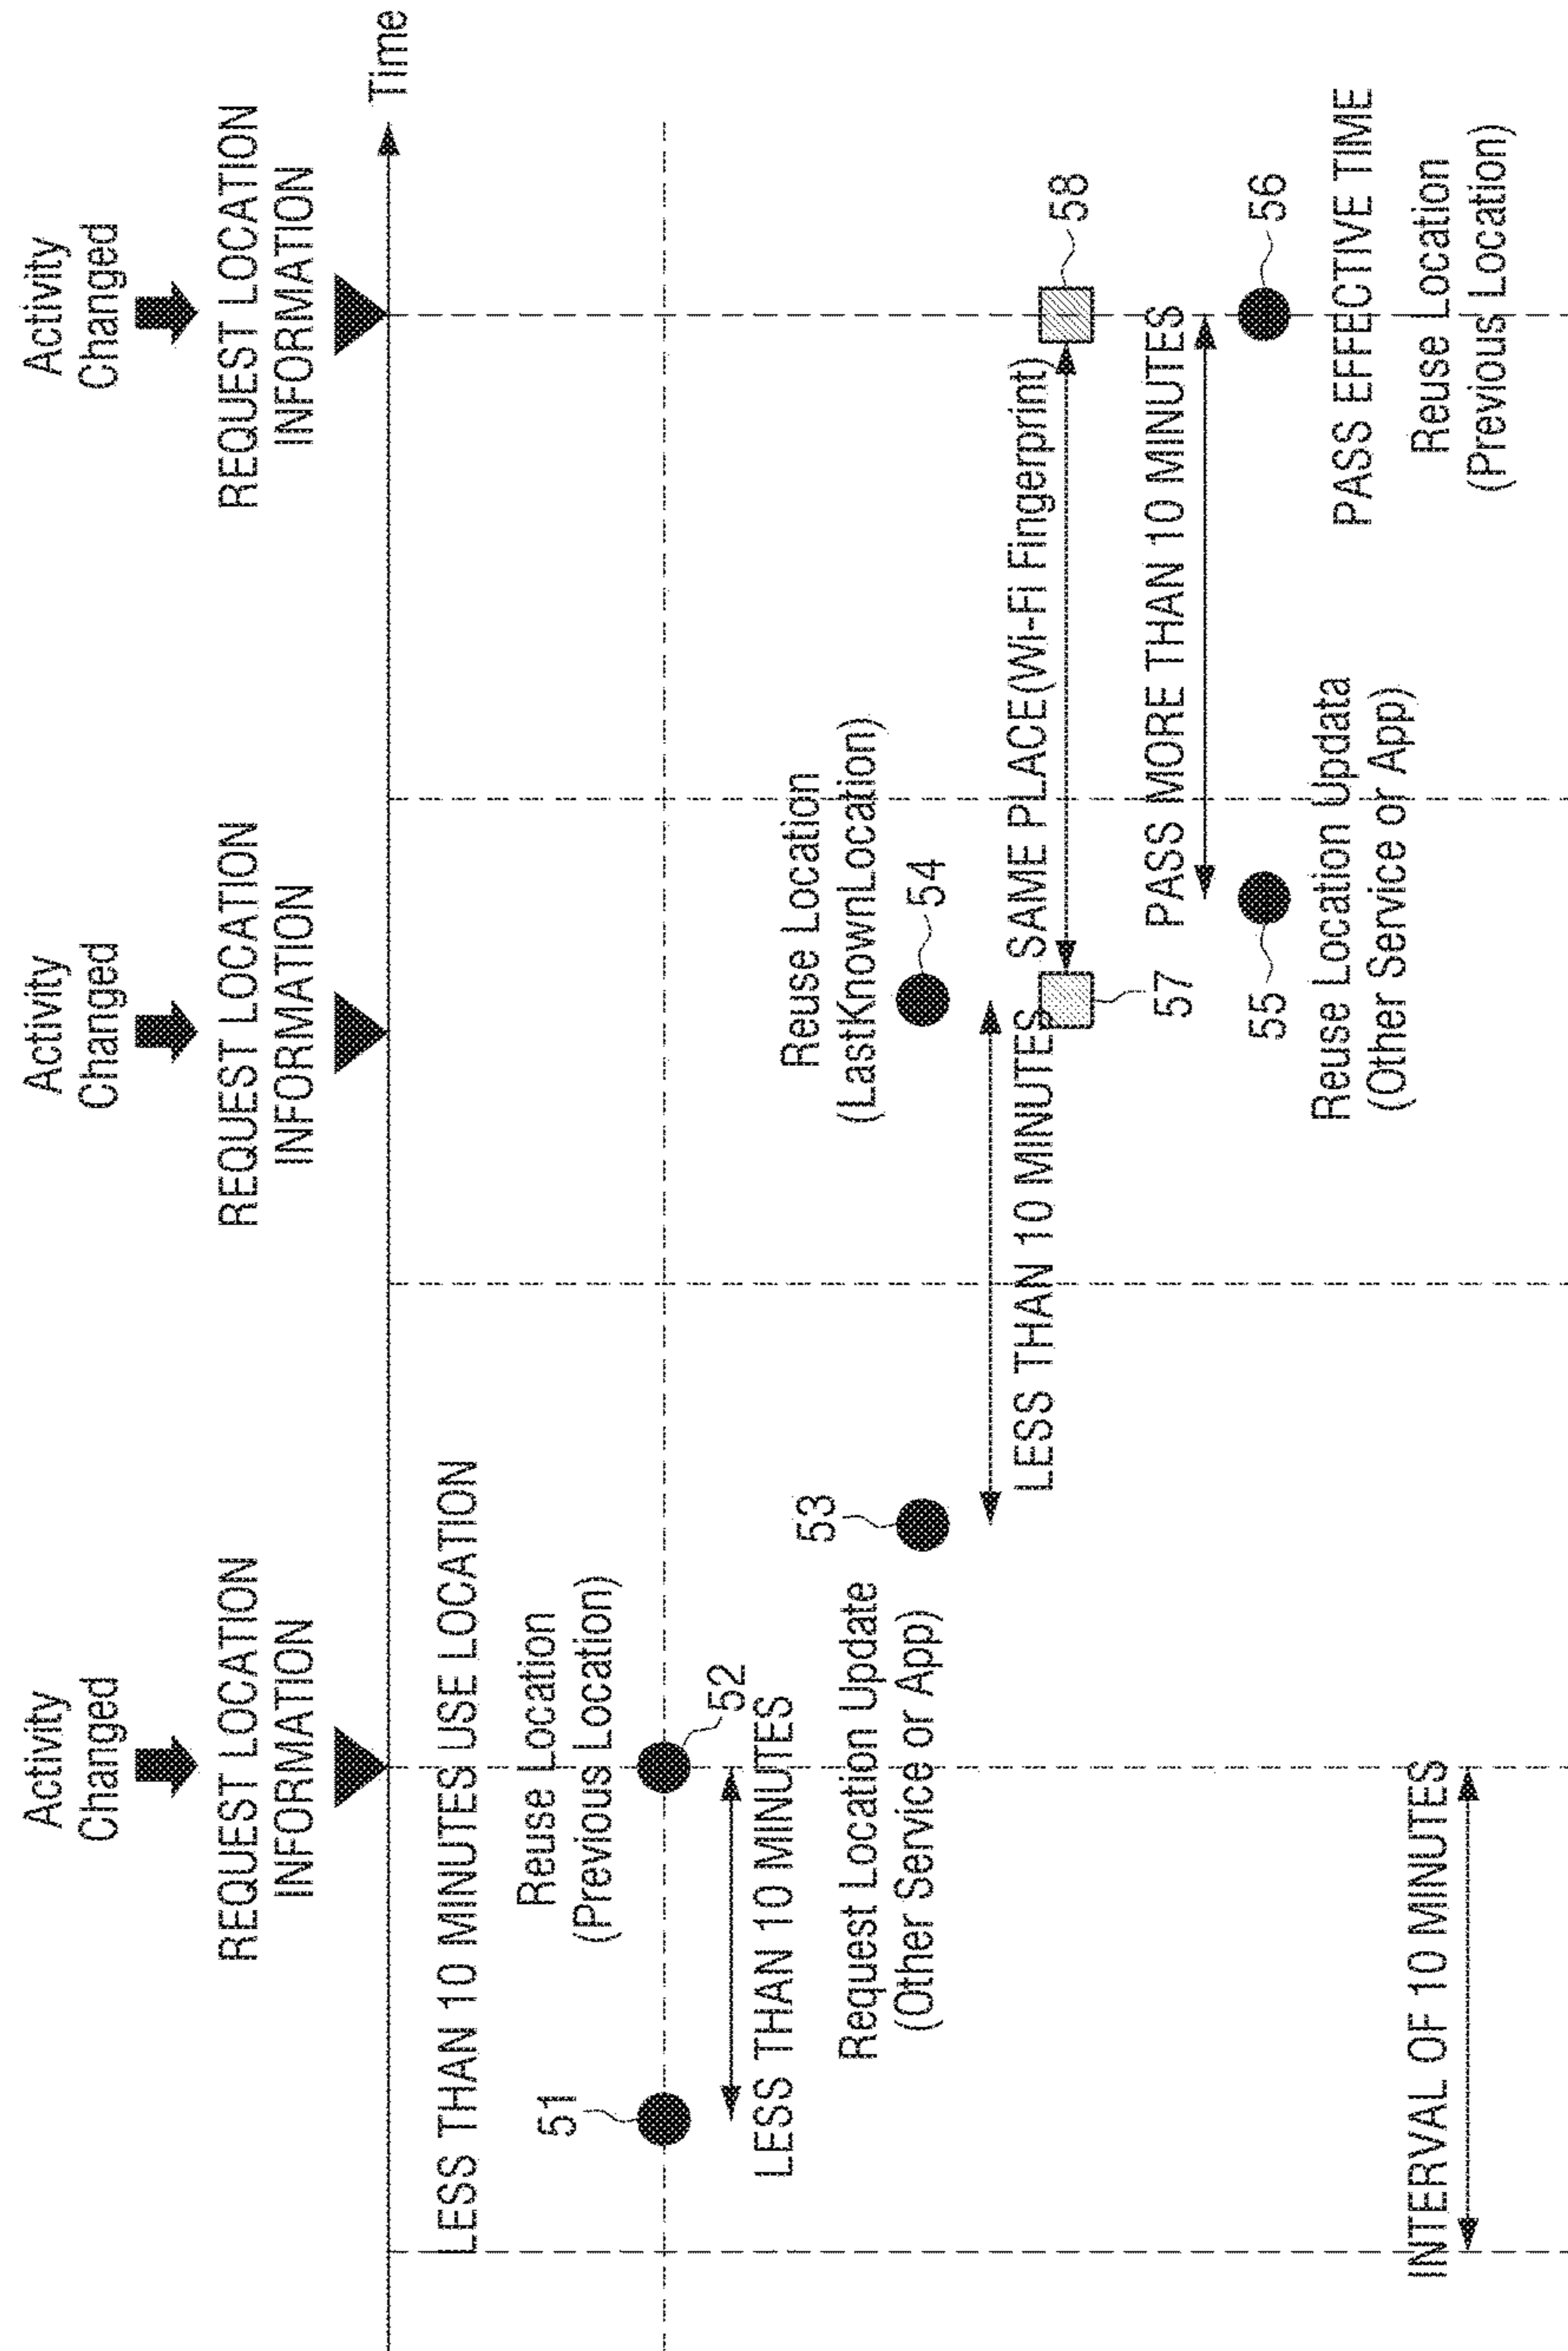 Activity
Changed
REQUEST LOCATION
INFORMATION
Activity
Changed
REQUEST LOCATION
INFORMATION
Activity
Changed
REQUEST LOCATION
INFORMATION
Time
LESS THAN 10 MINUTES USE LOCATION
Reuse Location
(Previous Location)
51
52
LESS THAN 10 MINUTES
Request Location Update
(Other Service or App)
53
Reuse Location
(LastKnownLocation)
54
LESS THAN 10 MINUTES
SAME PLACE(Wi-Fi Fingerprint)
57
58
PASS MORE THAN 10 MINUTES
55
56
Reuse Location Updata
(Other Service or App)
PASS EFFECTIVE TIME
Reuse Location
(Previous Location)
INTERVAL OF 10 MINUTES